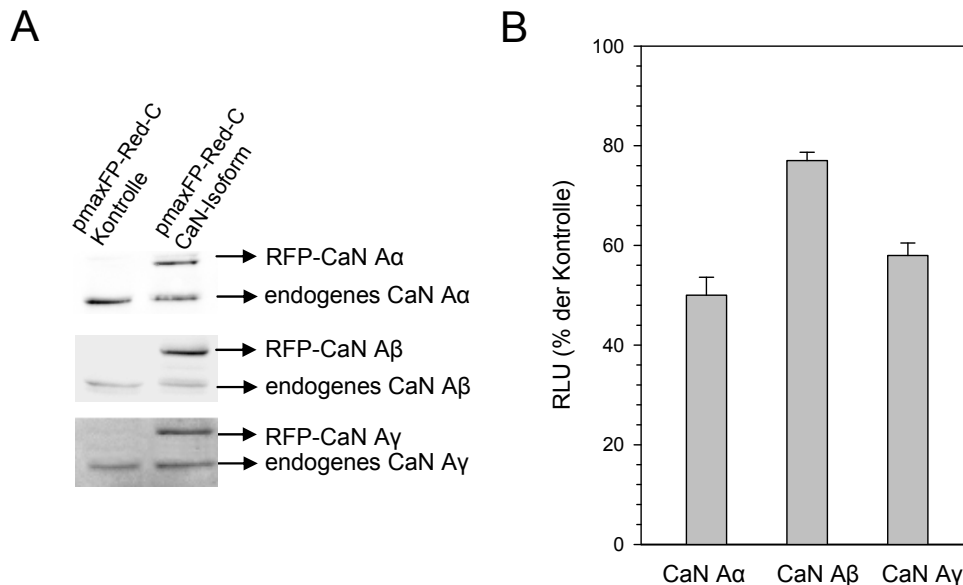 A
pmaxFP-Red-C
Kontrolle
pmaxFP-Red-C
CaN-Isoform
RFP-CaN Aα
endogenes CaN Aα
RFP-CaN Aβ
endogenes CaN Aβ
RFP-CaN Aγ
endogenes CaN Aγ
B
RLU (% der Kontrolle)
100
80
60
40
20
0
CaN Aα
CaN Aβ
CaN Aγ